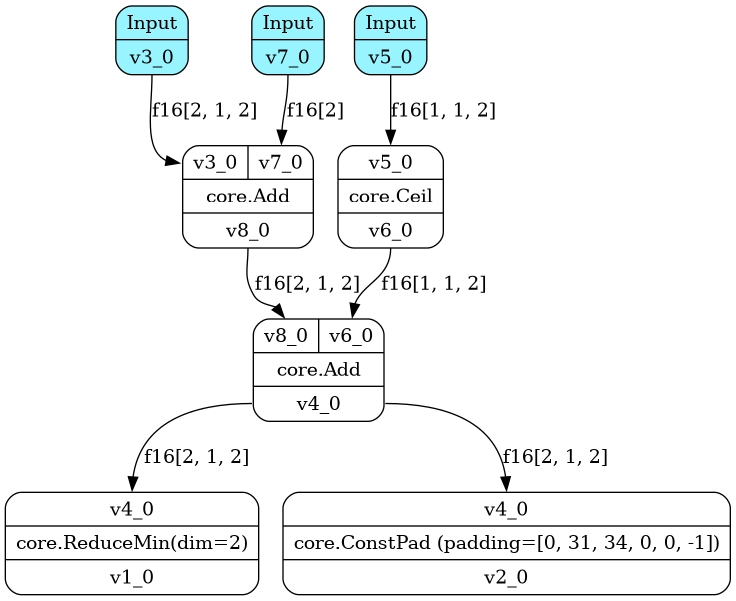 Input
v3_0
Input
v7_0
Input
v5_0
f16[2, 1, 2]
f16[2]
f16[1, 1, 2]
v3_0
v7_0
core.Add
v8_0
v5_0
core.Ceil
v6_0
f16[2, 1, 2]
f16[1, 1, 2]
v8_0
v6_0
core.Add
v4_0
f16[2, 1, 2]
f16[2, 1, 2]
v4_0
core.ReduceMin(dim=2)
v1_0
v4_0
core.ConstPad (padding=[0, 31, 34, 0, 0, -1])
v2_0